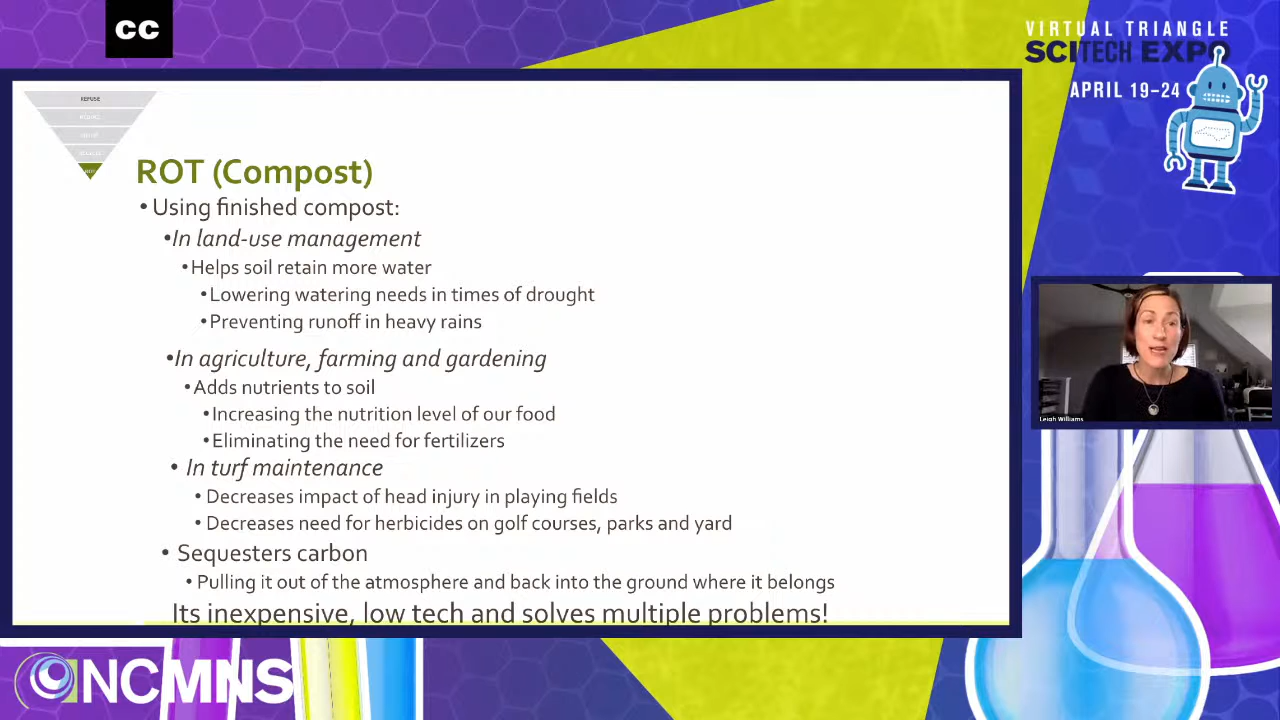 CC
VIRTUAL TRIANGLE
SCITECH EXPO
APRIL 19–24
REFUSE
ROT (Compost)
• Using finished compost:
•In land-use management
•Helps soil retain more water
•Lowering watering needs in times of drought
•Preventing runoff in heavy rains
•In agriculture, farming and gardening
•Adds nutrients to soil
•Increasing the nutrition level of our food
•Eliminating the need for fertilizers
• In turf maintenance
• Decreases impact of head injury in playing fields
• Decreases need for herbicides on golf courses, parks and yard
• Sequesters carbon
• Pulling it out of the atmosphere and back into the ground where it belongs
Its inexpensive, low tech and solves multiple problems!
Leigh Williams
NCMNS